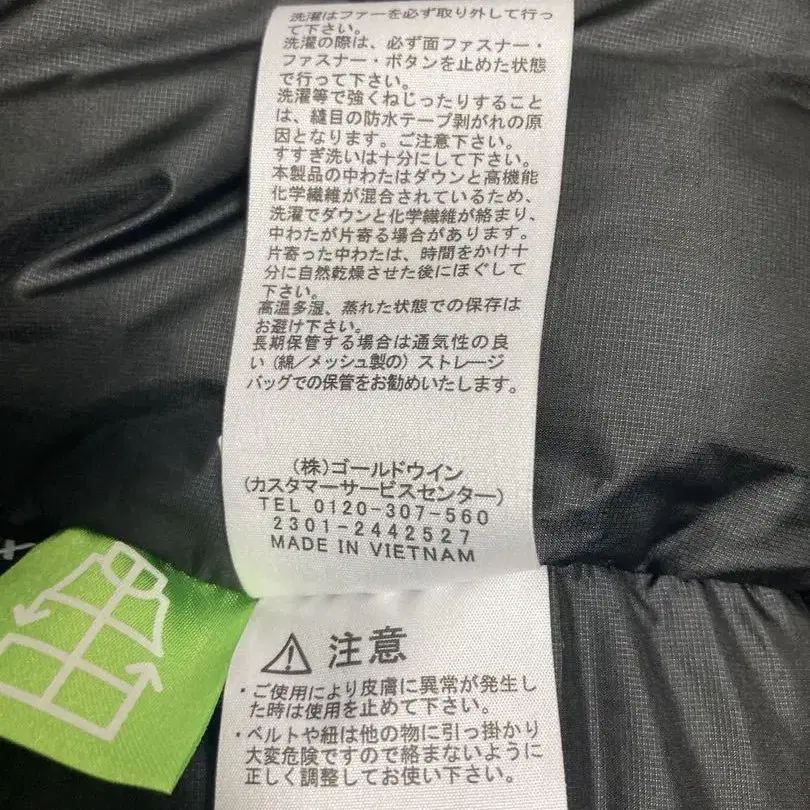 洗濯はファーを必ず取り外して行っ
て下さい。
洗濯の際は、必ず面ファスナー・
ファスナー・ボタンを止めた状態
で行って下さい。
洗濯等で強くねじったりすること
は、縫目の防水テープ剥がれの原
因となります。ご注意下さい。
すすぎ洗いは十分にして下さい。
本製品の中わたはダウンと高機能
化学繊維が混合されているため、
洗濯でダウンと化学繊維が絡まり、
中わたが片寄る場合があります。
片寄った中わたは、時間をかけ十
分に自然乾燥させた後にほぐして
下さい。
高温多湿、蒸れた状態での保存は
お避け下さい。
長期保管する場合は通気性の良
い（綿／メッシュ製の）ストレージ
バッグでの保管をお勧めいたします。
（株）ゴールドウイン
（カスタマーサービスセンター）
TEL 0120-307-560
2301-2442527
MADE IN VIETNAM
注意
・ご使用により皮膚に異常が発生し
た時は使用を止めて下さい。
・ベルトや紐は他の物に引っ掛かり
大変危険ですので絡まないように
正しく調整してお使い下さい。